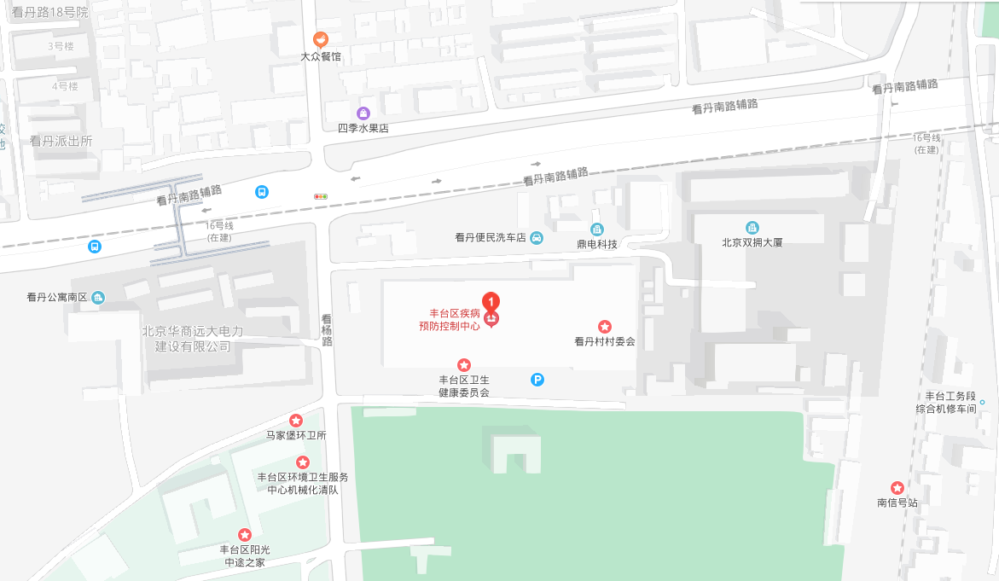 看丹路18号院
3号楼
大众餐馆
4号楼
看丹南路辅路
看丹南路辅路
四季水果店
看丹派出所
16号线
(在建)
看丹南路辅路
看丹南路辅路
16号线
(在建)
看丹便民洗车店
鼎电科技
北京双拥大厦
看丹公寓南区
1
丰台区疾病
预防控制中心
北京华商远大电力
建设有限公司
看杨路
看丹村村委会
丰台区卫生
健康委员会
P
丰台工务段
综合机修车间
马家堡环卫所
丰台区环境卫生服务
中心机械化清队
南信号站
丰台区阳光
中途之家